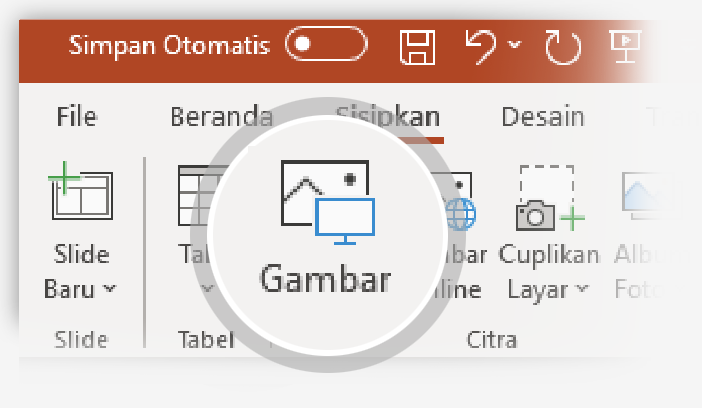 Simpan Otomatis
File Beranda Sisipkan Desain
Slide Baru
Gambar
Cuplikan Layar
Slide Tabel Citra